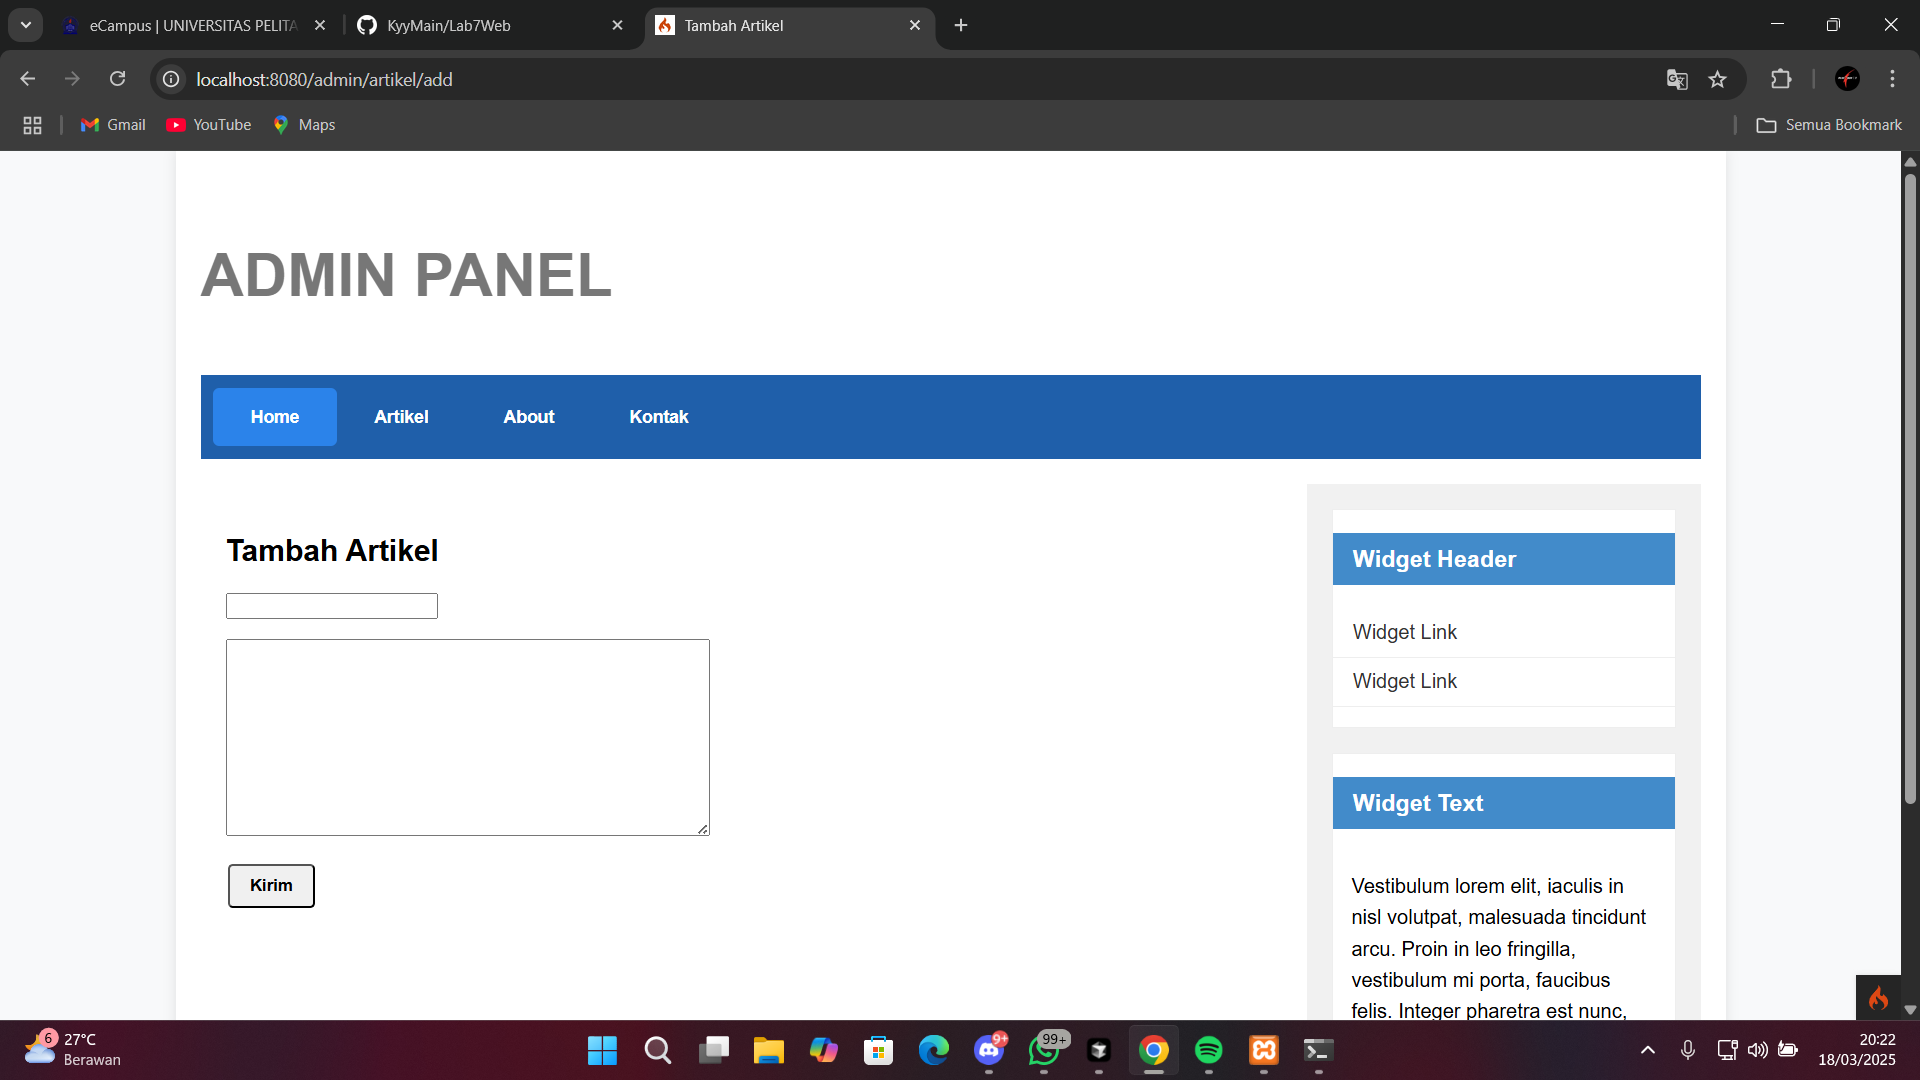 eCampus | UNIVERSITAS PELITA
KyyMain/Lab7Web
Tambah Artikel
localhost:8080/admin/artikel/add
Gmail
YouTube
Maps
Semua Bookmark
ADMIN PANEL
Home
Artikel
About
Kontak
Tambah Artikel
Kirim
Widget Header
Widget Link
Widget Link
Widget Text
Vestibulum lorem elit, iaculis in
nisl volutpat, malesuada tincidunt
arcu. Proin in leo fringilla,
vestibulum mi porta, faucibus
felis. Integer pharetra est nunc,
6
27°C
Berawan
9+
99+
20:22
18/03/2025